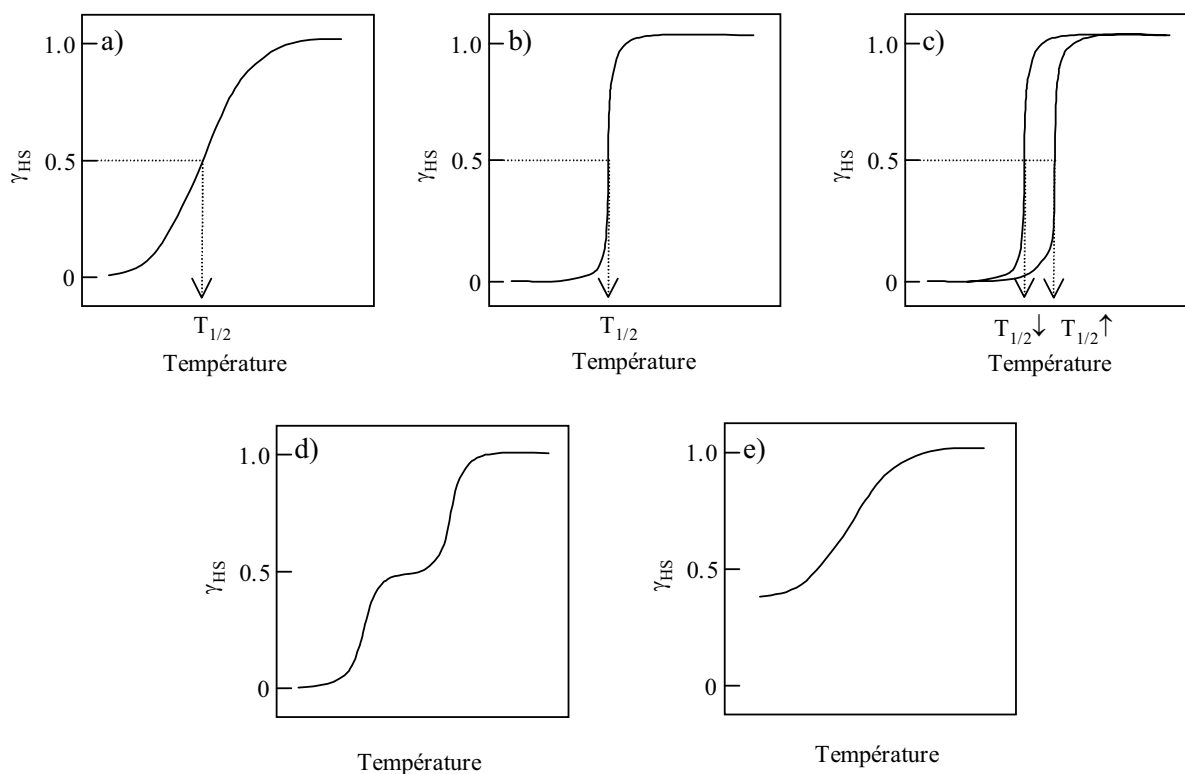 a)
1.0
0.5
0
γHS
T1/2
Température
b)
1.0
0.5
0
γHS
T1/2
Température
c)
1.0
0.5
0
γHS
T1/2↓ T1/2↑
Température
d)
1.0
0.5
0
γHS
Température
e)
1.0
0.5
0
γHS
Température